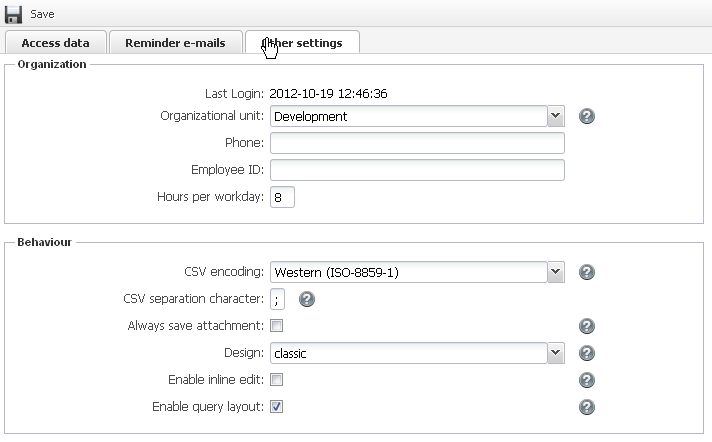 Save
Access data Reminder e-mails Other settings
Organization
Last Login: 2012-10-19 12:46:36
Organizational unit: Development
Phone:
Employee ID:
Hours per workday: 8
Behaviour
CSV encoding: Western (ISO-8859-1)
CSV separation character: ;
Always save attachment:
Design: classic
Enable inline edit:
Enable query layout: